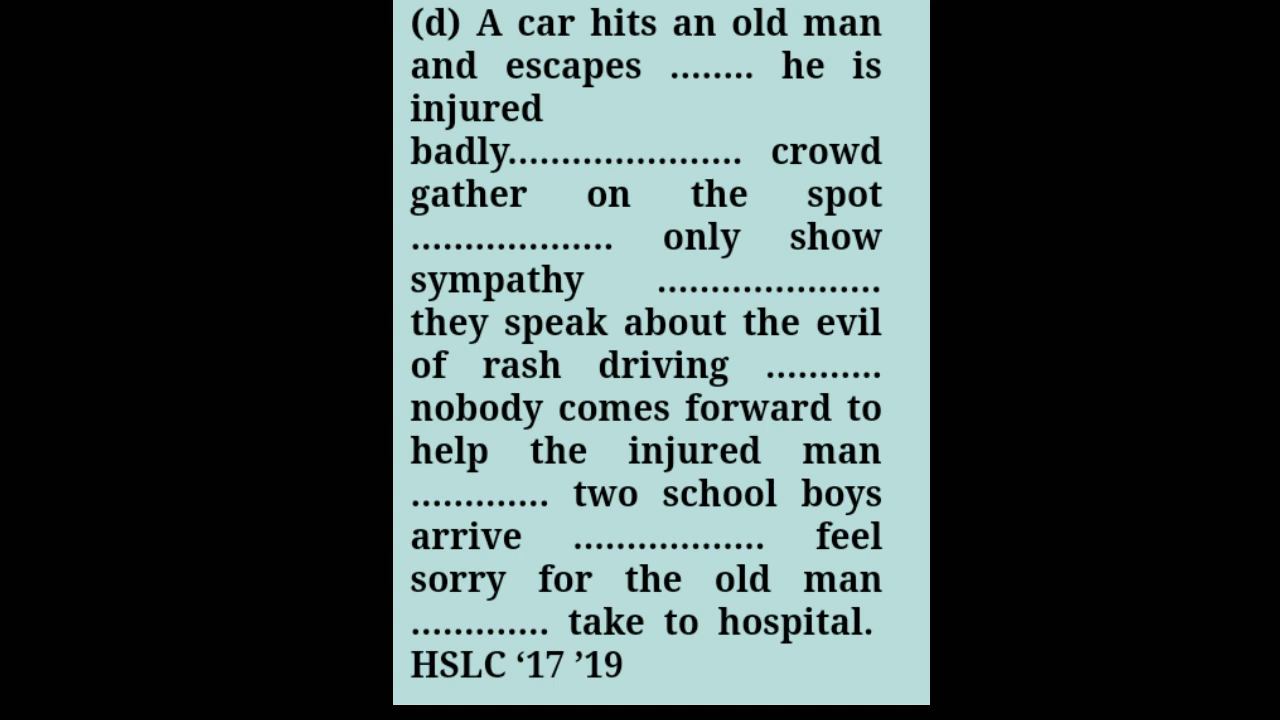 (d) A car hits an old man
and escapes ........ he is
injured
badly...................... crowd
gather on the spot
................... only show
sympathy .....................
they speak about the evil
of rash driving ...........
nobody comes forward to
help the injured man
............. two school boys
arrive .................. feel
sorry for the old man
............. take to hospital.
HSLC ‘17 ’19